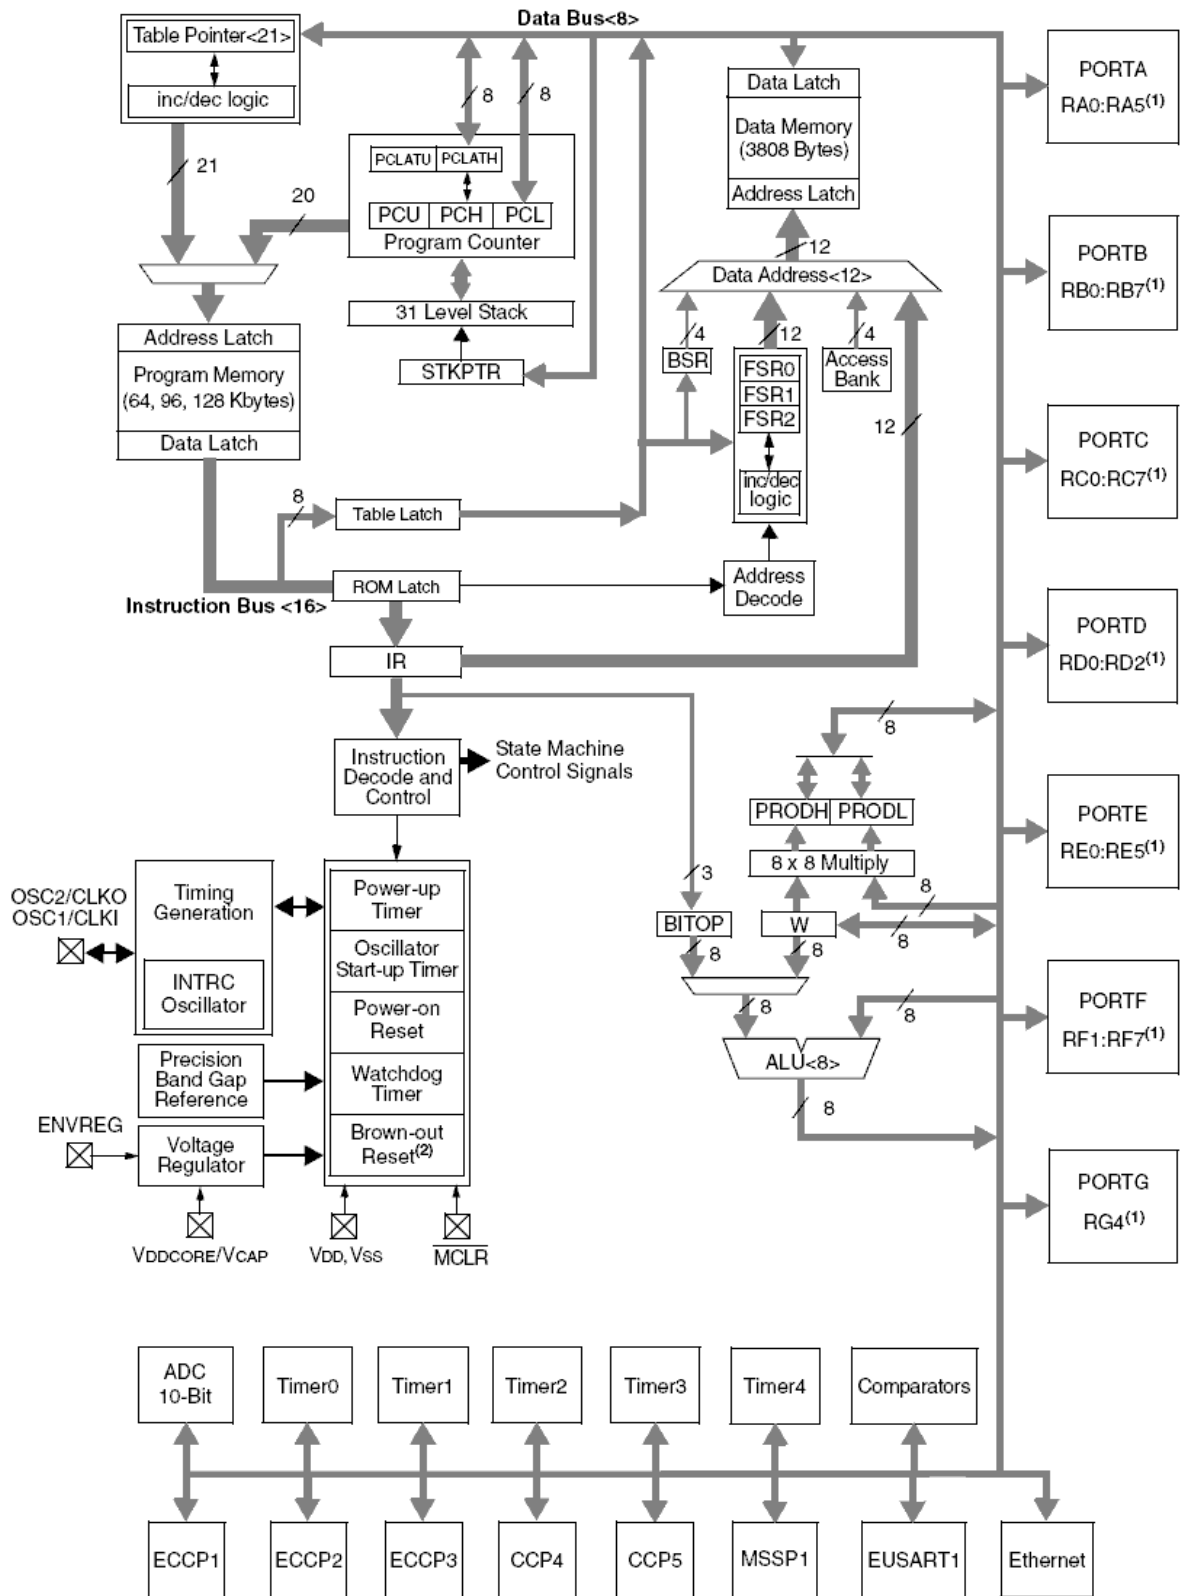 Data Bus<8>
Table Pointer<21>
inc/dec logic
21
8
8
PCLATU PCLATH
PCU PCH PCL
Program Counter
20
31 Level Stack
STKPTR
Data Latch
Data Memory
(3808 Bytes)
Address Latch
12
Data Address<12>
4
12
4
BSR
FSR0
FSR1
FSR2
inc/dec
logic
Access
Bank
12
Address Latch
Program Memory
(64, 96, 128 Kbytes)
Data Latch
8
Table Latch
ROM Latch
Instruction Bus <16>
Address
Decode
IR
Instruction
Decode and
Control
State Machine
Control Signals
8
PRODH PRODL
8 x 8 Multiply
3
8
BITOP
W
8
8
8
8
8
ALU<8>
8
OSC2/CLKO
OSC1/CLKI
Timing
Generation
INTRC
Oscillator
Power-up
Timer
Oscillator
Start-up Timer
Power-on
Reset
Watchdog
Timer
Brown-out
Reset(2)
Precision
Band Gap
Reference
ENVREG
Voltage
Regulator
VDDCORE/VCAP
VDD, VSS
MCLR
PORTA
RA0:RA5(1)
PORTB
RB0:RB7(1)
PORTC
RC0:RC7(1)
PORTD
RD0:RD2(1)
PORTE
RE0:RE5(1)
PORTF
RF1:RF7(1)
PORTG
RG4(1)
ADC
10-Bit
Timer0
Timer1
Timer2
Timer3
Timer4
Comparators
ECCP1
ECCP2
ECCP3
CCP4
CCP5
MSSP1
EUSART1
Ethernet